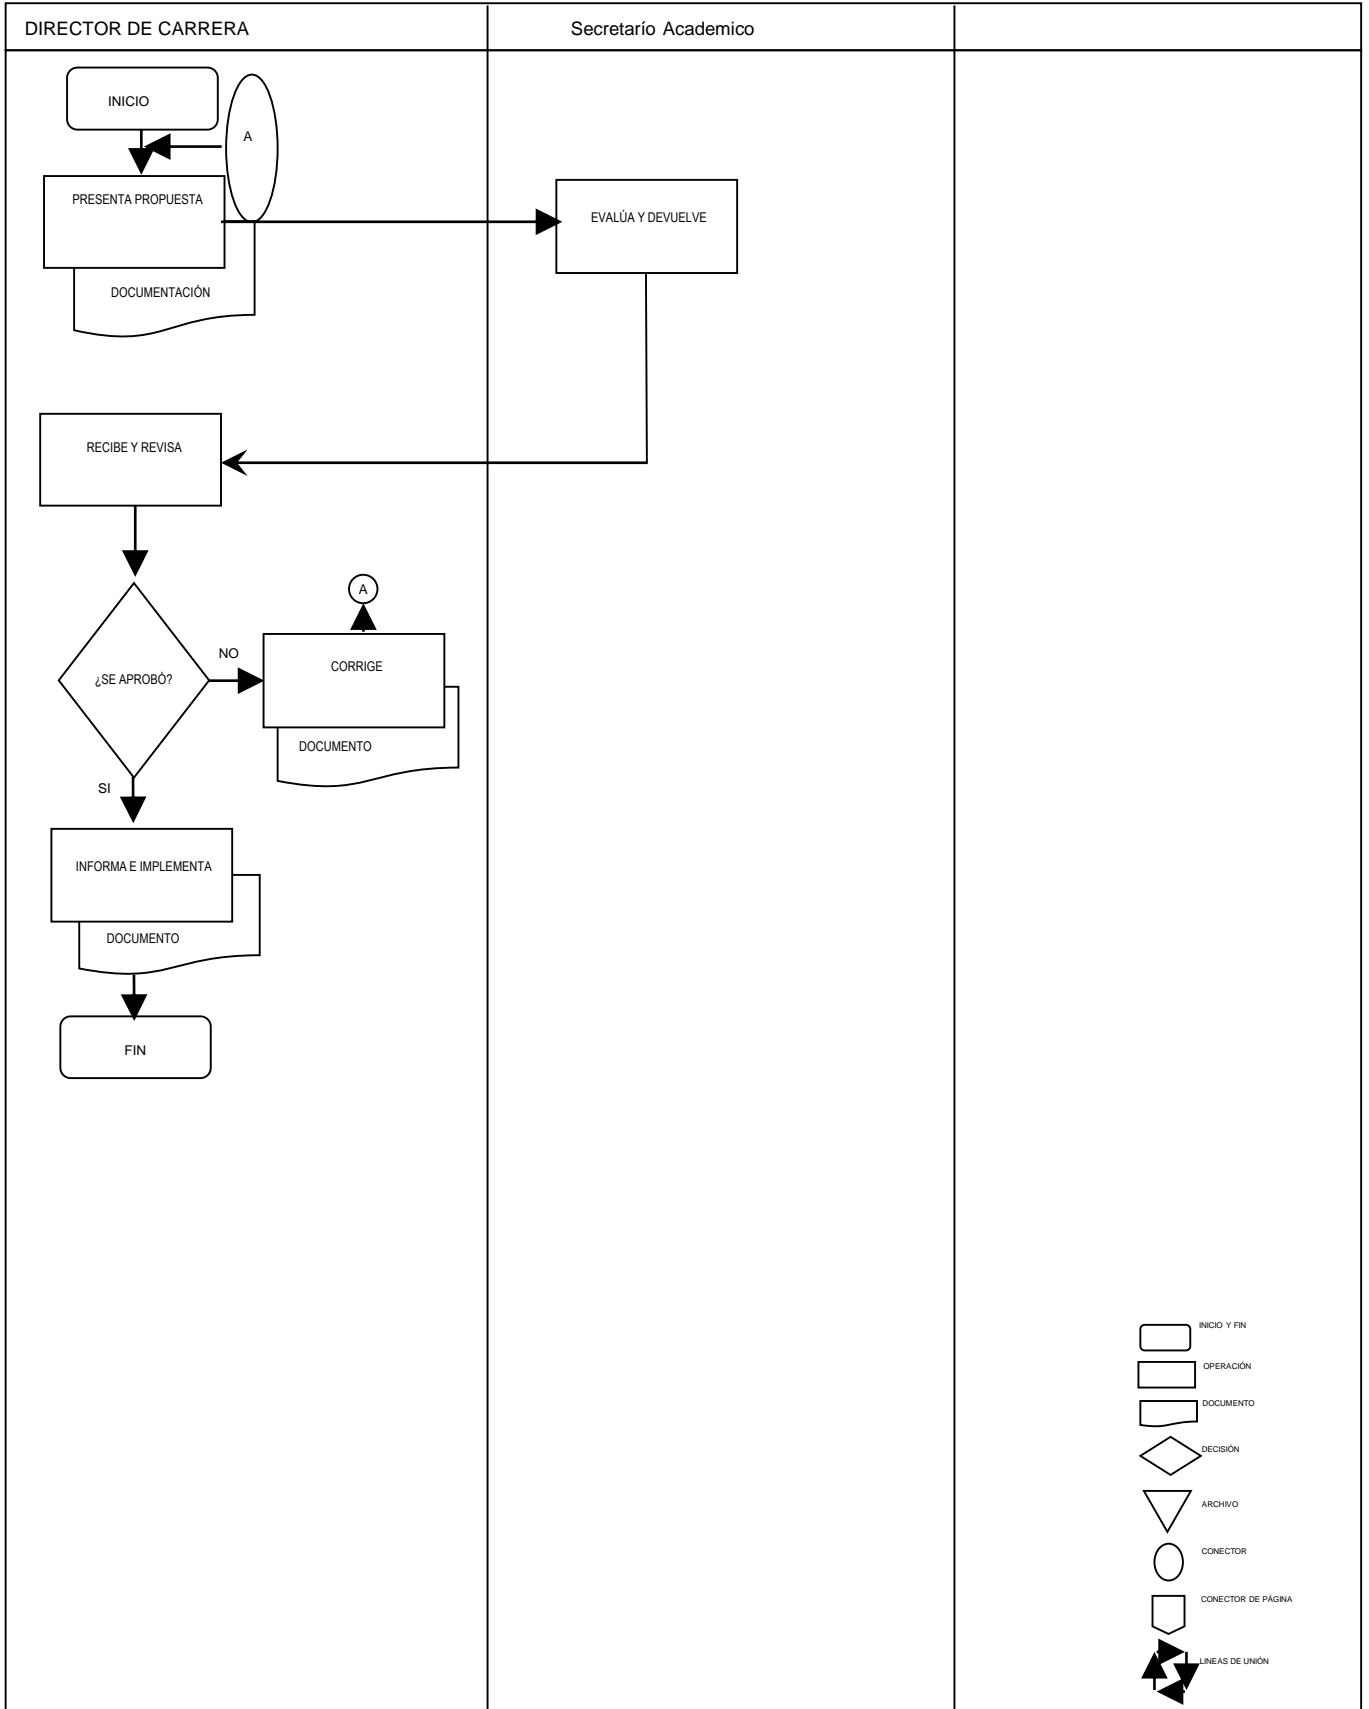 DIRECTOR DE CARRERA
Secretarío Academico
INICIO
A
PRESENTA PROPUESTA
EVALÚA Y DEVUELVE
DOCUMENTACIÓN
RECIBE Y REVISA
A
NO
CORRIGE
¿SE APROBÓ?
DOCUMENTO
SI
INFORMA E IMPLEMENTA
DOCUMENTO
FIN
INICIO Y FIN
OPERACIÓN
DOCUMENTO
DECISIÓN
ARCHIVO
CONECTOR
CONECTOR DE PÁGINA
LINEAS DE UNIÓN